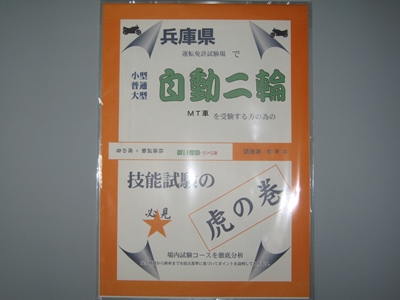 兵庫県
運転免許試験場 で
小型
普通
大型
自動二輪
MT車 を受験する方の為の
技能試験の
必見
虎の巻
場内試験コースを徹底分析